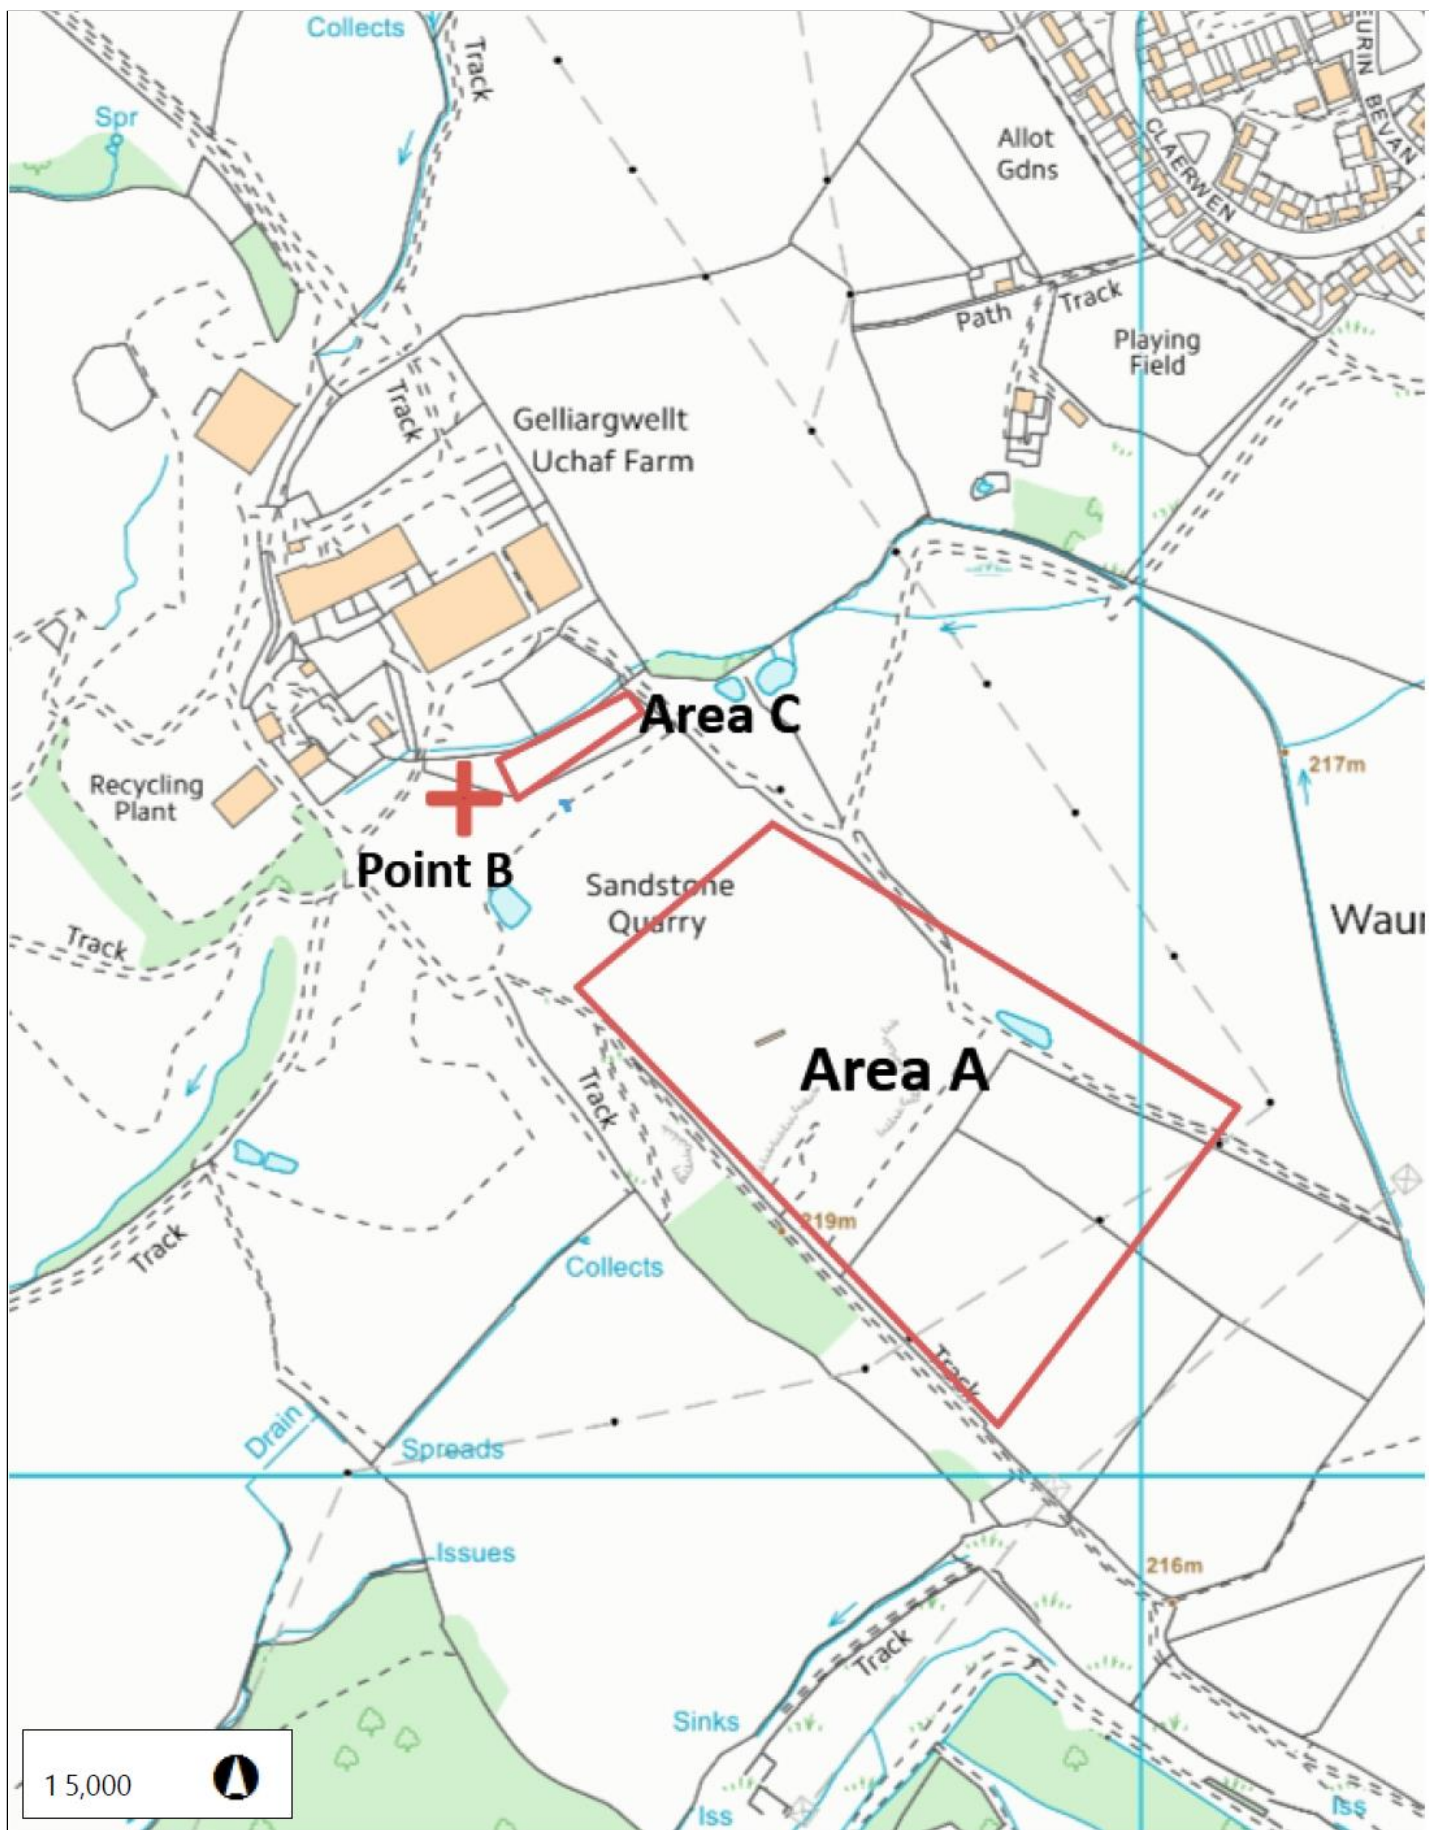 Collects
Track
Spr
EURIN
BEVAN
CLAERWEN
Allot
Gdns
Path
Track
Playing
Field
Track
Gelliargwellt
Uchaf Farm
Area C
217m
Recycling
Plant
Point B
Sandstone
Quarry
Waun
Track
Area A
Track
219m
Track
Collects
Track
Drain
Spreads
Issues
216m
Track
Sinks
1 5,000
Iss
Iss